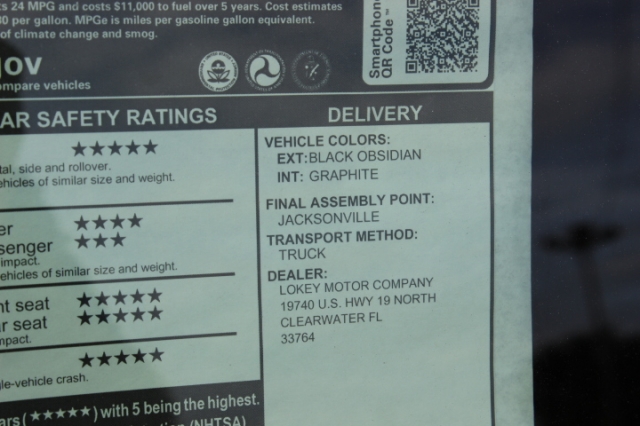 s 24 MPG and costs $11,000 to fuel over 5 years. Cost estimates
per gallon. MPGe is miles per gasoline gallon equivalent.
of climate change and smog.
Smartphone
QR Code
ov
ompare vehicles
AR SAFETY RATINGS
★★★★★
tal, side and rollover.
ehicles of similar size and weight.
er ★★★★
senger ★★★
impact.
ehicles of similar size and weight.
nt seat ★★★★★
ar seat ★★★★★
mpact.
★★★★★
le-vehicle crash.
ars (★★★★★) with 5 being the highest.
(NHTSA)
DELIVERY
VEHICLE COLORS:
EXT:BLACK OBSIDIAN
INT: GRAPHITE
FINAL ASSEMBLY POINT:
JACKSONVILLE
TRANSPORT METHOD:
TRUCK
DEALER:
LOKEY MOTOR COMPANY
19740 U.S. HWY 19 NORTH
CLEARWATER FL
33764